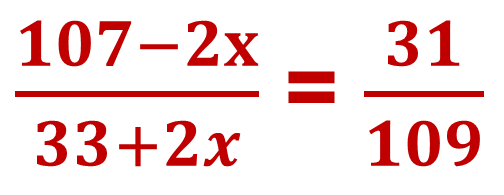 107−2x / 33+2x = 31 / 109